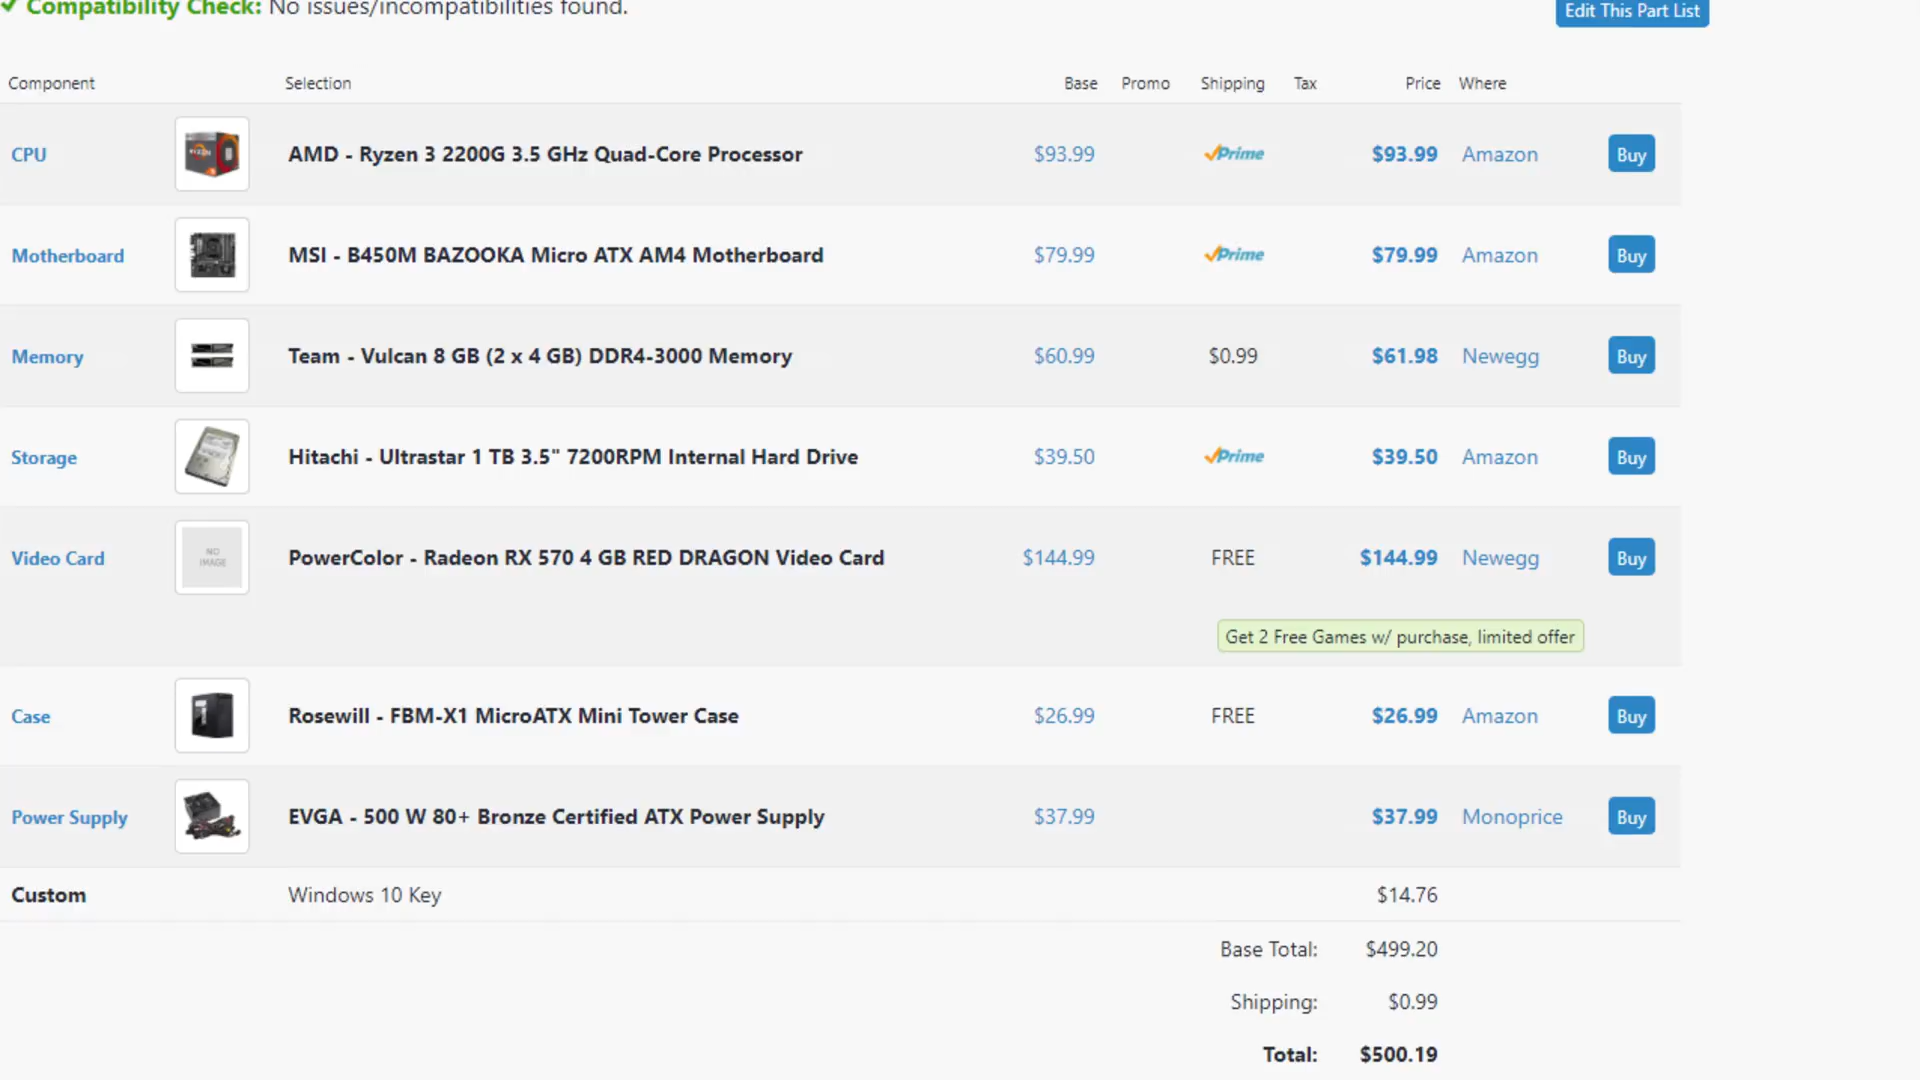 ✓ Compatibility Check: No issues/incompatibilities found.
Edit This Part List
Component Selection Base Promo Shipping Tax Price Where
CPU AMD - Ryzen 3 2200G 3.5 GHz Quad-Core Processor $93.99 Prime $93.99 Amazon Buy
Motherboard MSI - B450M BAZOOKA Micro ATX AM4 Motherboard $79.99 Prime $79.99 Amazon Buy
Memory Team - Vulcan 8 GB (2 x 4 GB) DDR4-3000 Memory $60.99 $0.99 $61.98 Newegg Buy
Storage Hitachi - Ultrastar 1 TB 3.5" 7200RPM Internal Hard Drive $39.50 Prime $39.50 Amazon Buy
Video Card NO IMAGE PowerColor - Radeon RX 570 4 GB RED DRAGON Video Card $144.99 FREE $144.99 Newegg Buy
Get 2 Free Games w/ purchase, limited offer
Case Rosewill - FBM-X1 MicroATX Mini Tower Case $26.99 FREE $26.99 Amazon Buy
Power Supply EVGA - 500 W 80+ Bronze Certified ATX Power Supply $37.99 $37.99 Monoprice Buy
Custom Windows 10 Key $14.76
Base Total: $499.20
Shipping: $0.99
Total: $500.19